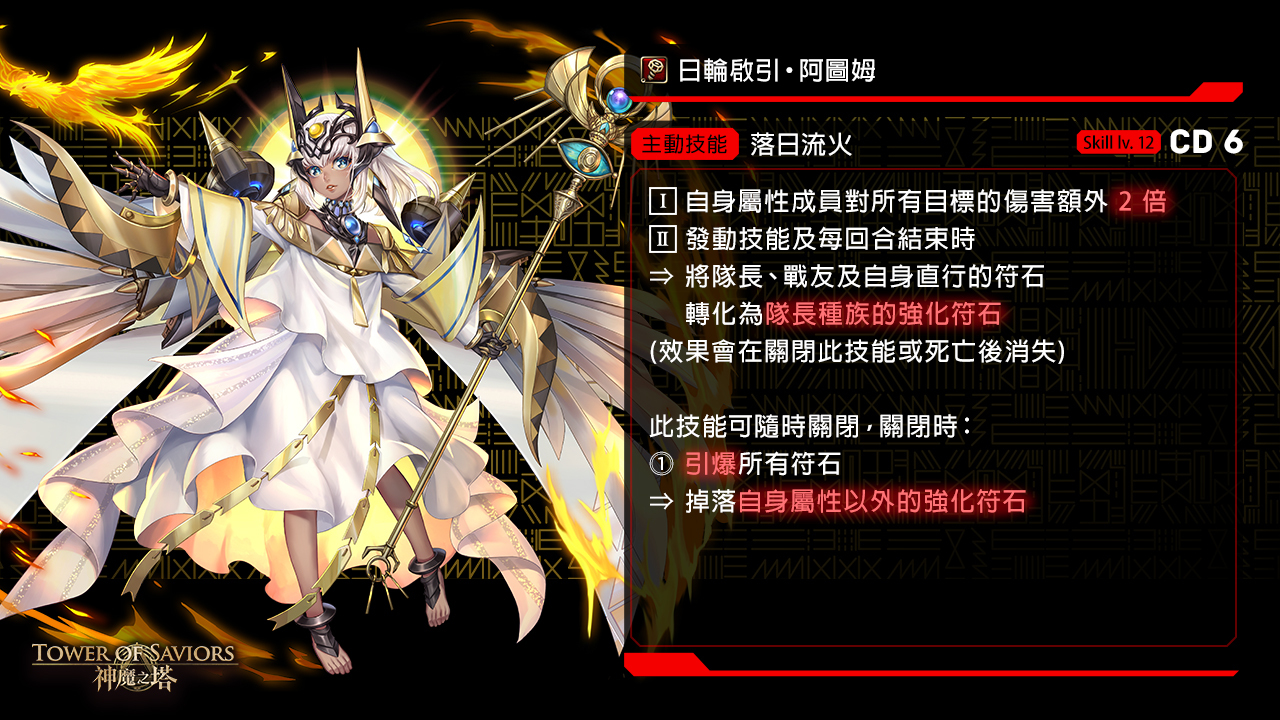 日輪啟引‧阿圖姆
主動技能 落日流火 Skill lv. 12 CD 6
I 自身屬性成員對所有目標的傷害額外 2 倍
II 發動技能及每回合結束時
⇒ 將隊長、戰友及自身直行的符石
轉化為隊長種族的強化符石
(效果會在關閉此技能或死亡後消失)
此技能可隨時關閉,關閉時:
① 引爆所有符石
⇒ 掉落自身屬性以外的強化符石
TOWER OF SAVIORS
神魔之塔